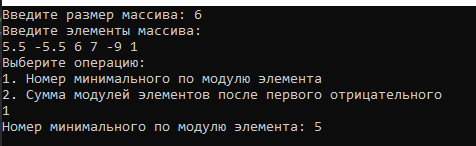 Введите размер массива: 6
Введите элементы массива:
5.5 -5.5 6 7 -9 1
Выберите операцию:
1. Номер минимального по модулю элемента
2. Сумма модулей элементов после первого отрицательного
1
Номер минимального по модулю элемента: 5